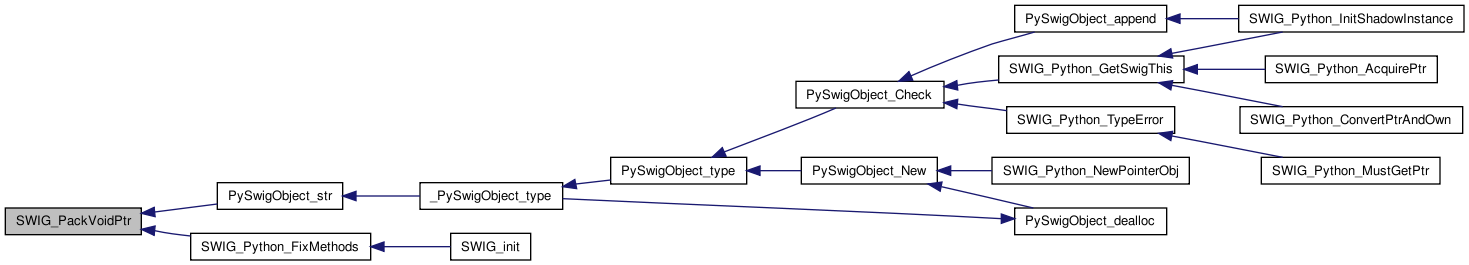 PySwigObject_append
SWIG_Python_InitShadowInstance
SWIG_Python_GetSwigThis
SWIG_Python_AcquirePtr
PySwigObject_Check
SWIG_Python_TypeError
SWIG_Python_ConvertPtrAndOwn
PySwigObject_type
PySwigObject_New
SWIG_Python_NewPointerObj
SWIG_Python_MustGetPtr
PySwigObject_str
_PySwigObject_type
SWIG_PackVoidPtr
PySwigObject_dealloc
SWIG_Python_FixMethods
SWIG_init